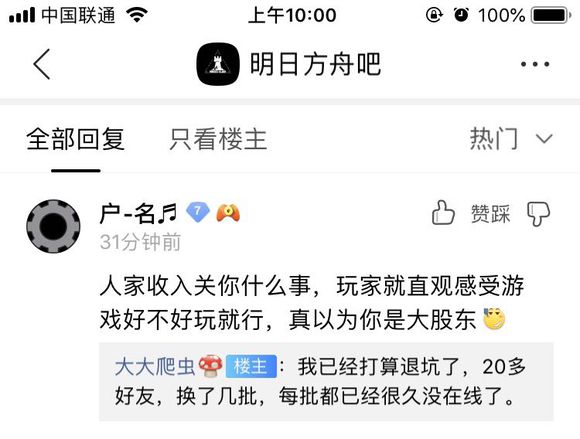 中国联通 上午10:00 100%
明日方舟吧
全部回复 只看楼主 热门
户-名♬ 7
赞踩
31分钟前
人家收入关你什么事，玩家就直观感受游
戏好不好玩就行，真以为你是大股东
大大爬虫🍄 楼主：我已经打算退坑了，20多
好友，换了几批，每批都已经很久没在线了。